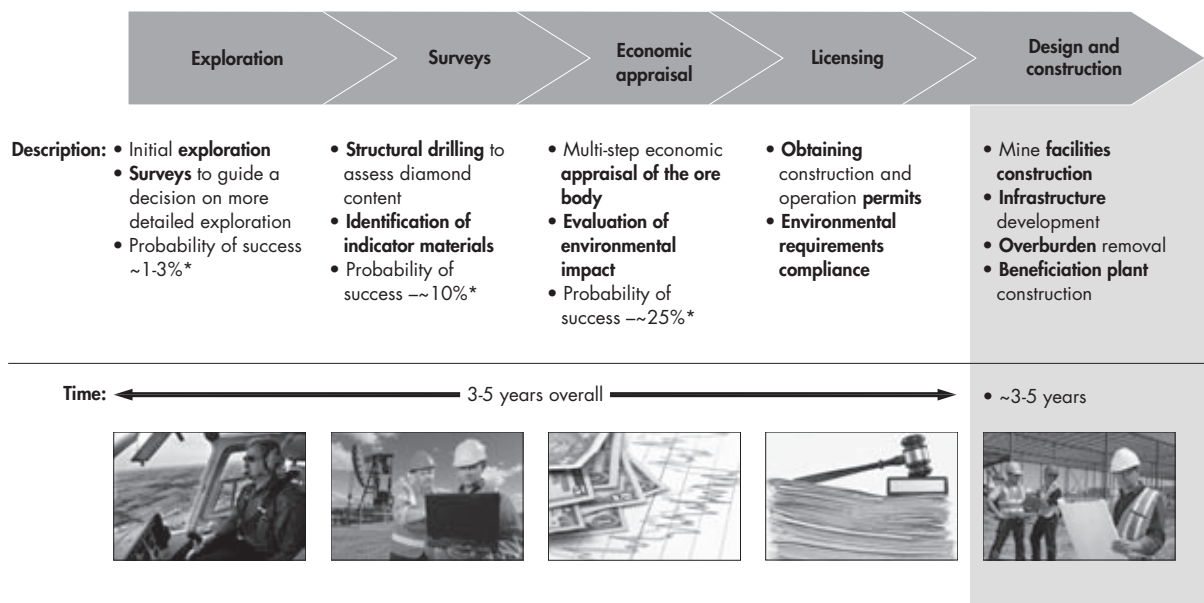 Exploration
Surveys
Economic
appraisal
Licensing
Design and
construction
Description:
• Initial exploration
• Surveys to guide a
decision on more
detailed exploration
• Probability of success
~1-3%*
• Structural drilling to
assess diamond
content
• Identification of
indicator materials
• Probability of
success –~10%*
• Multi-step economic
appraisal of the ore
body
• Evaluation of
environmental
impact
• Probability of
success –~25%*
• Obtaining
construction and
operation permits
• Environmental
requirements
compliance
• Mine facilities
construction
• Infrastructure
development
• Overburden removal
• Beneficiation plant
construction
Time:
3-5 years overall
• ~3-5 years